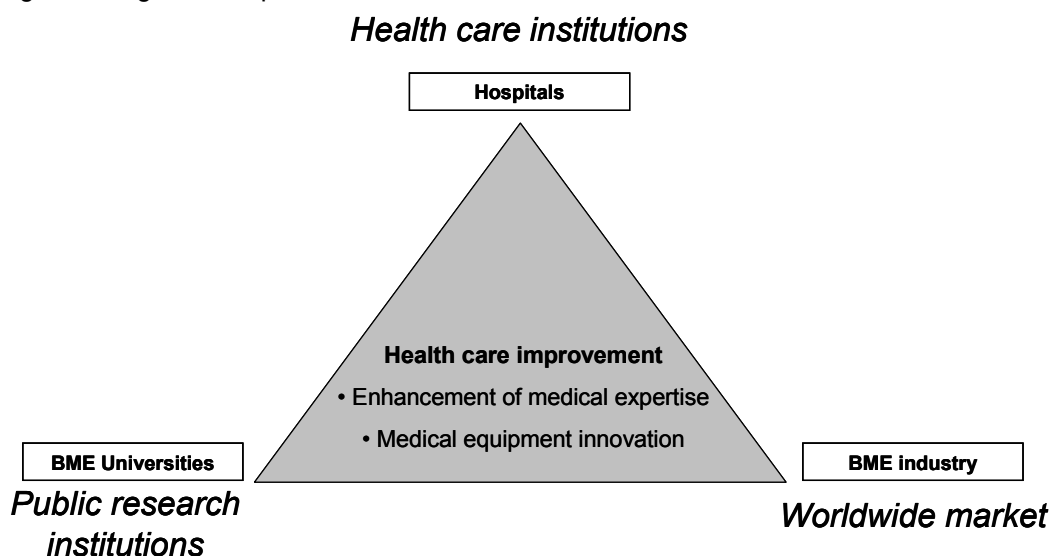 Health care institutions
Hospitals
Health care improvement
• Enhancement of medical expertise
• Medical equipment innovation
BME Universities
BME industry
Public research
institutions
Worldwide market